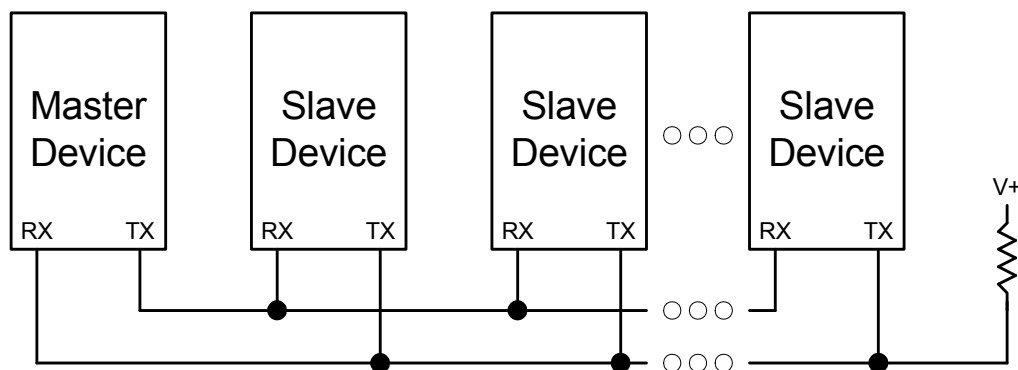 Master
Device
Slave
Device
Slave
Device
Slave
Device
RX TX
RX TX
RX TX
RX TX
V+